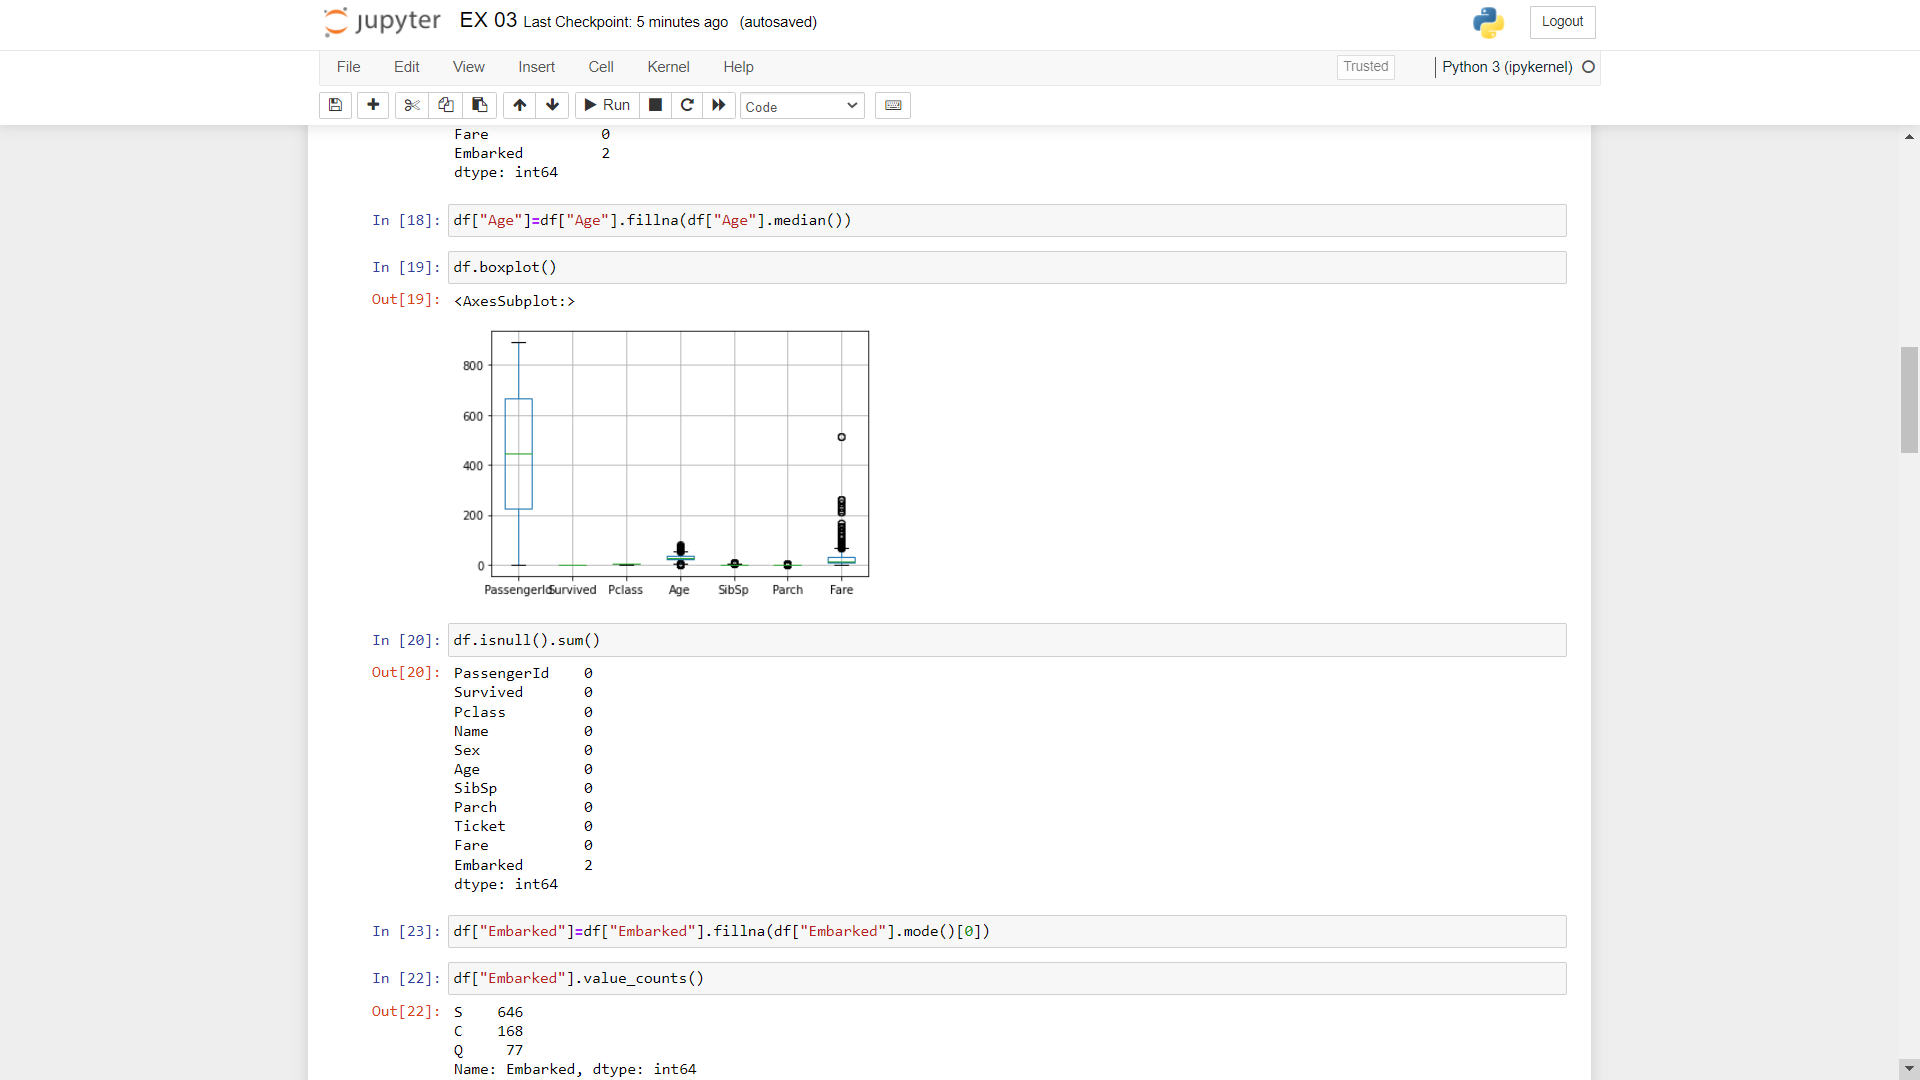 jupyter EX 03 Last Checkpoint: 5 minutes ago (autosaved) Logout
File Edit View Insert Cell Kernel Help Trusted Python 3 (ipykernel)
Run Code
Fare 0
Embarked 2
dtype: int64
In [18]: df["Age"]=df["Age"].fillna(df["Age"].median())
In [19]: df.boxplot()
Out[19]: <AxesSubplot:>
800
600
400
200
0
PassengerId Survived Pclass Age SibSp Parch Fare
In [20]: df.isnull().sum()
Out[20]: PassengerId 0
Survived 0
Pclass 0
Name 0
Sex 0
Age 0
SibSp 0
Parch 0
Ticket 0
Fare 0
Embarked 2
dtype: int64
In [23]: df["Embarked"]=df["Embarked"].fillna(df["Embarked"].mode()[0])
In [22]: df["Embarked"].value_counts()
Out[22]: S 646
C 168
Q 77
Name: Embarked, dtype: int64